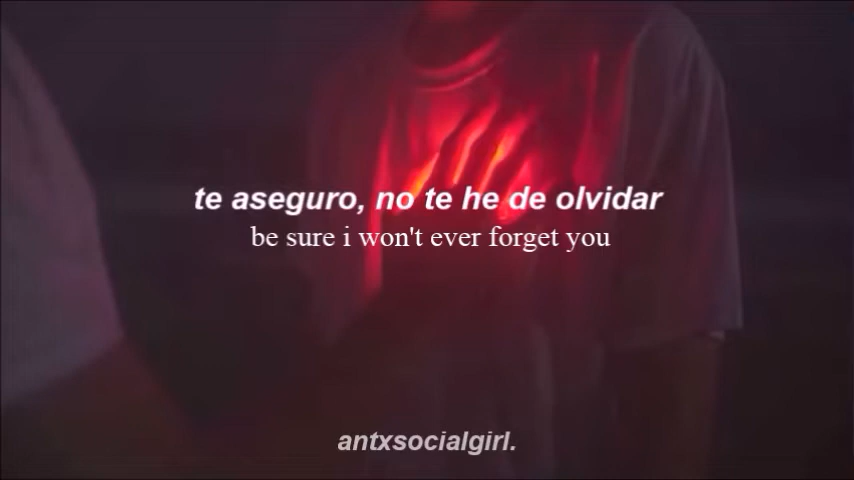 te aseguro, no te he de olvidar
be sure i won't ever forget you
antxsocialgirl.